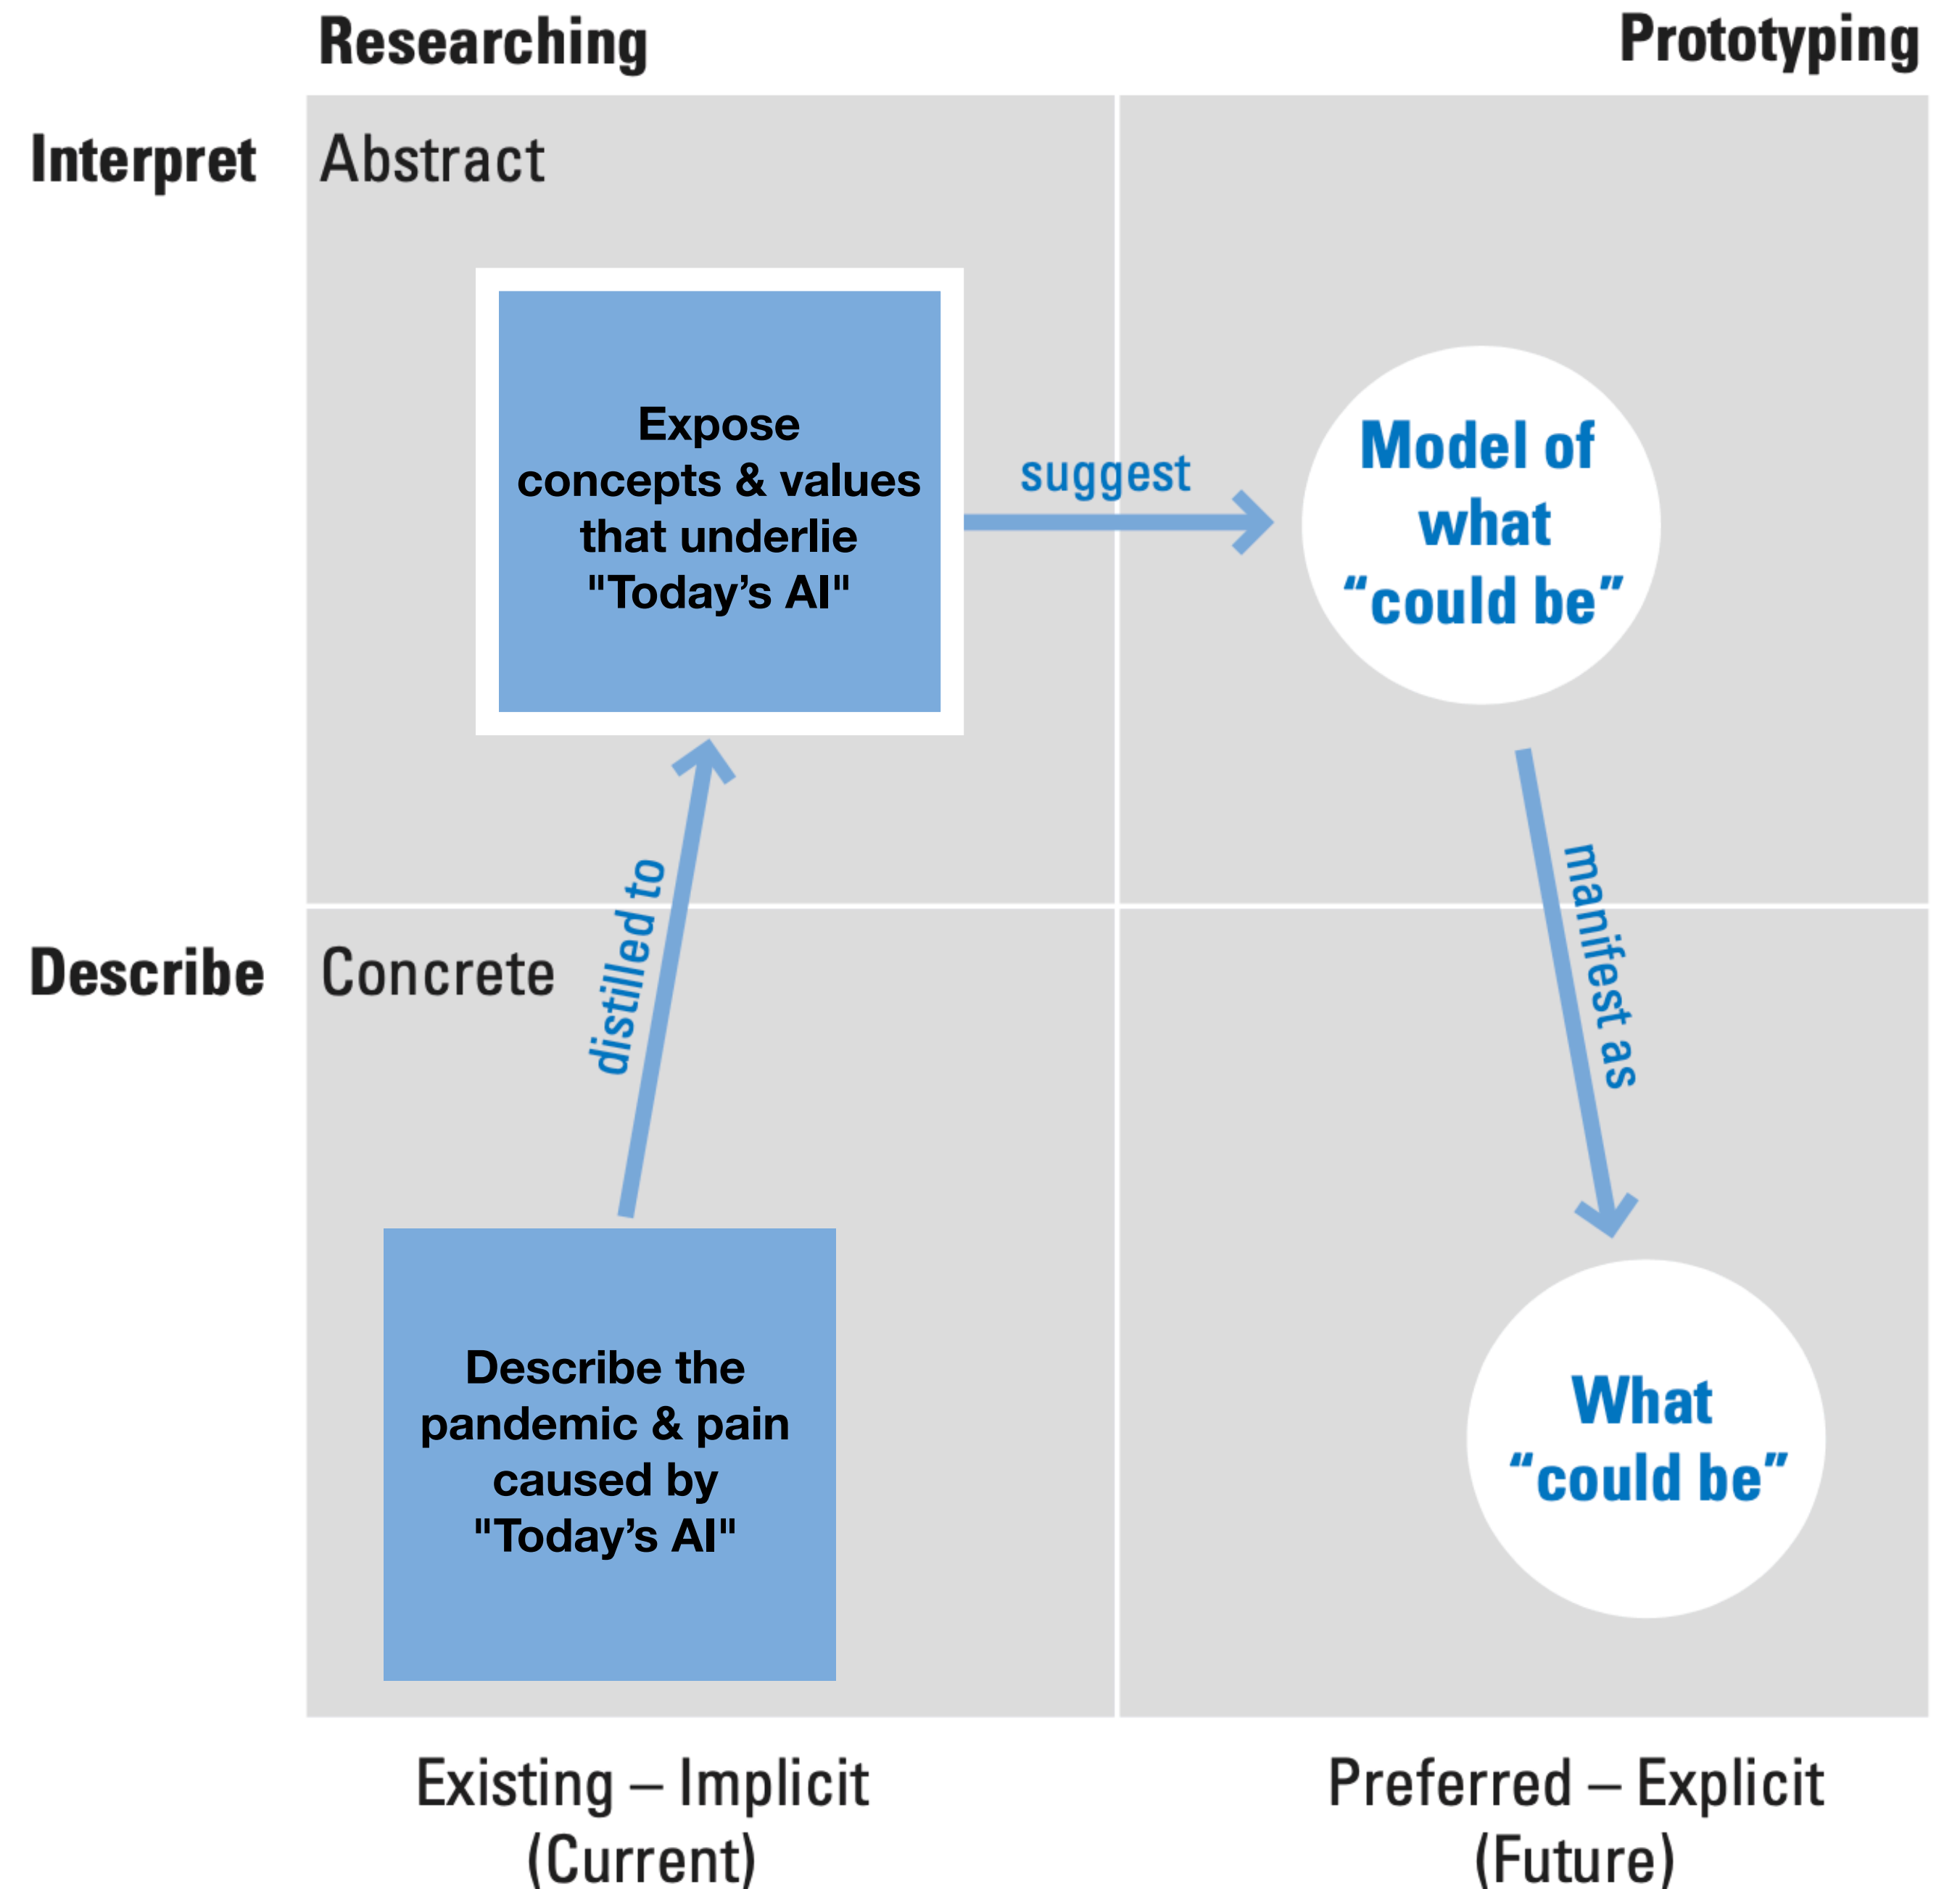 Researching
Prototyping
Interpret
Abstract
Expose
concepts & values
that underlie
"Today’s AI"
suggest
Model of
what
“could be”
distilled to
manifest as
Describe
Concrete
Describe the
pandemic & pain
caused by
"Today’s AI"
What
“could be”
Existing – Implicit
(Current)
Preferred – Explicit
(Future)